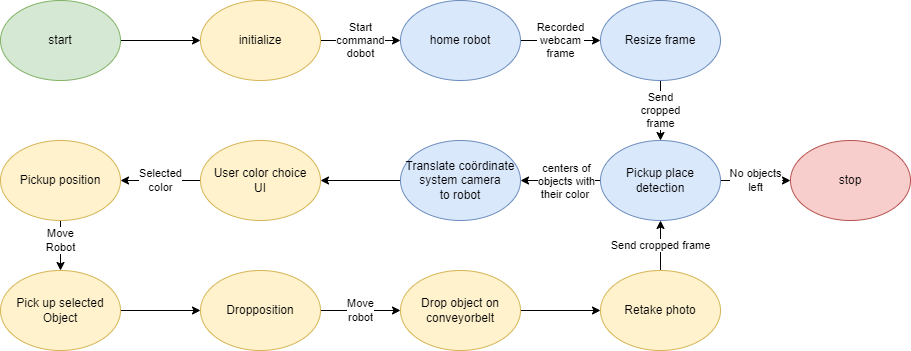 start
initialize
Start
command
dobot
home robot
Recorded
webcam
frame
Resize frame
Send
cropped
frame
Pickup position
Selected
color
User color choice
UI
Translate coördinate
system camera
to robot
centers of
objects with
their color
Pickup place
detection
No objects
left
stop
Move
Robot
Send cropped frame
Pick up selected
Object
Dropposition
Move
robot
Drop object on
conveyorbelt
Retake photo